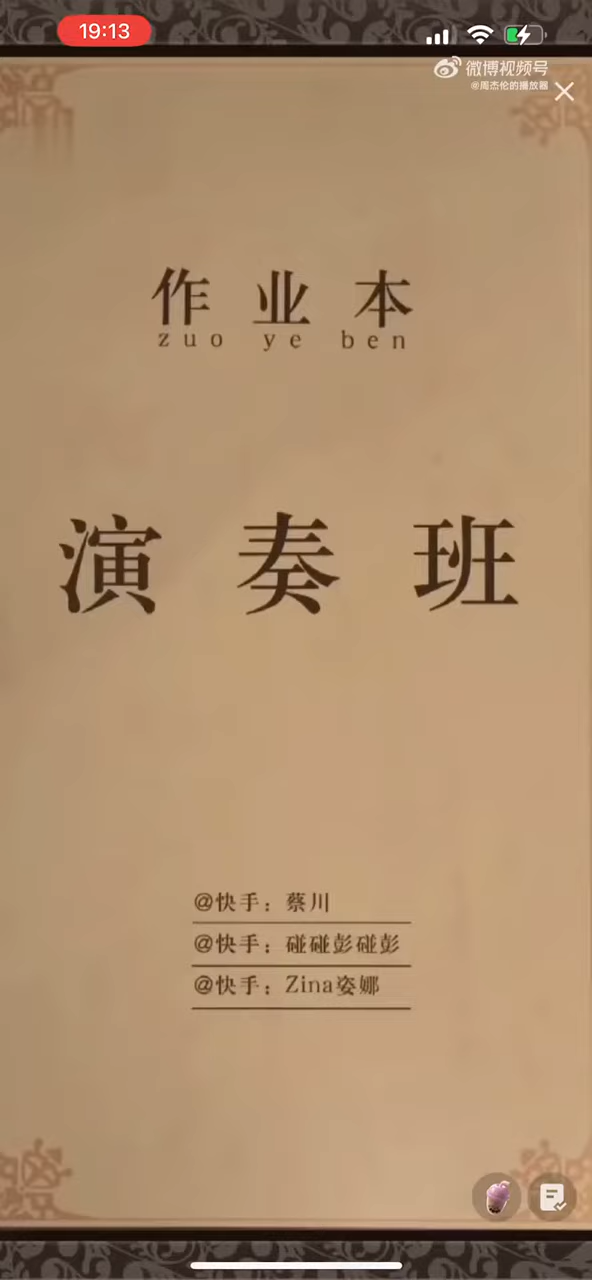 19:13
微博视频号
@周杰伦的播放器
作业本
zuo ye ben
演奏班
@快手：蔡川
@快手：碰碰彭碰彭
@快手：Zina姿娜